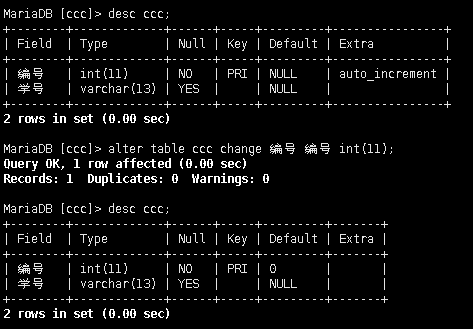 MariaDB [ccc]> desc ccc;
+--------+-------------+------+-----+---------+----------------+
| Field  | Type        | Null | Key | Default | Extra          |
+--------+-------------+------+-----+---------+----------------+
| 编号   | int(11)     | NO   | PRI | NULL    | auto_increment |
| 学号   | varchar(13) | YES  |     | NULL    |                |
+--------+-------------+------+-----+---------+----------------+
2 rows in set (0.00 sec)
MariaDB [ccc]> alter table ccc change 编号 编号 int(11);
Query OK, 1 row affected (0.00 sec)
Records: 1  Duplicates: 0  Warnings: 0
MariaDB [ccc]> desc ccc;
+--------+-------------+------+-----+---------+-------+
| Field  | Type        | Null | Key | Default | Extra |
+--------+-------------+------+-----+---------+-------+
| 编号   | int(11)     | NO   | PRI | 0       |       |
| 学号   | varchar(13) | YES  |     | NULL    |       |
+--------+-------------+------+-----+---------+-------+
2 rows in set (0.00 sec)